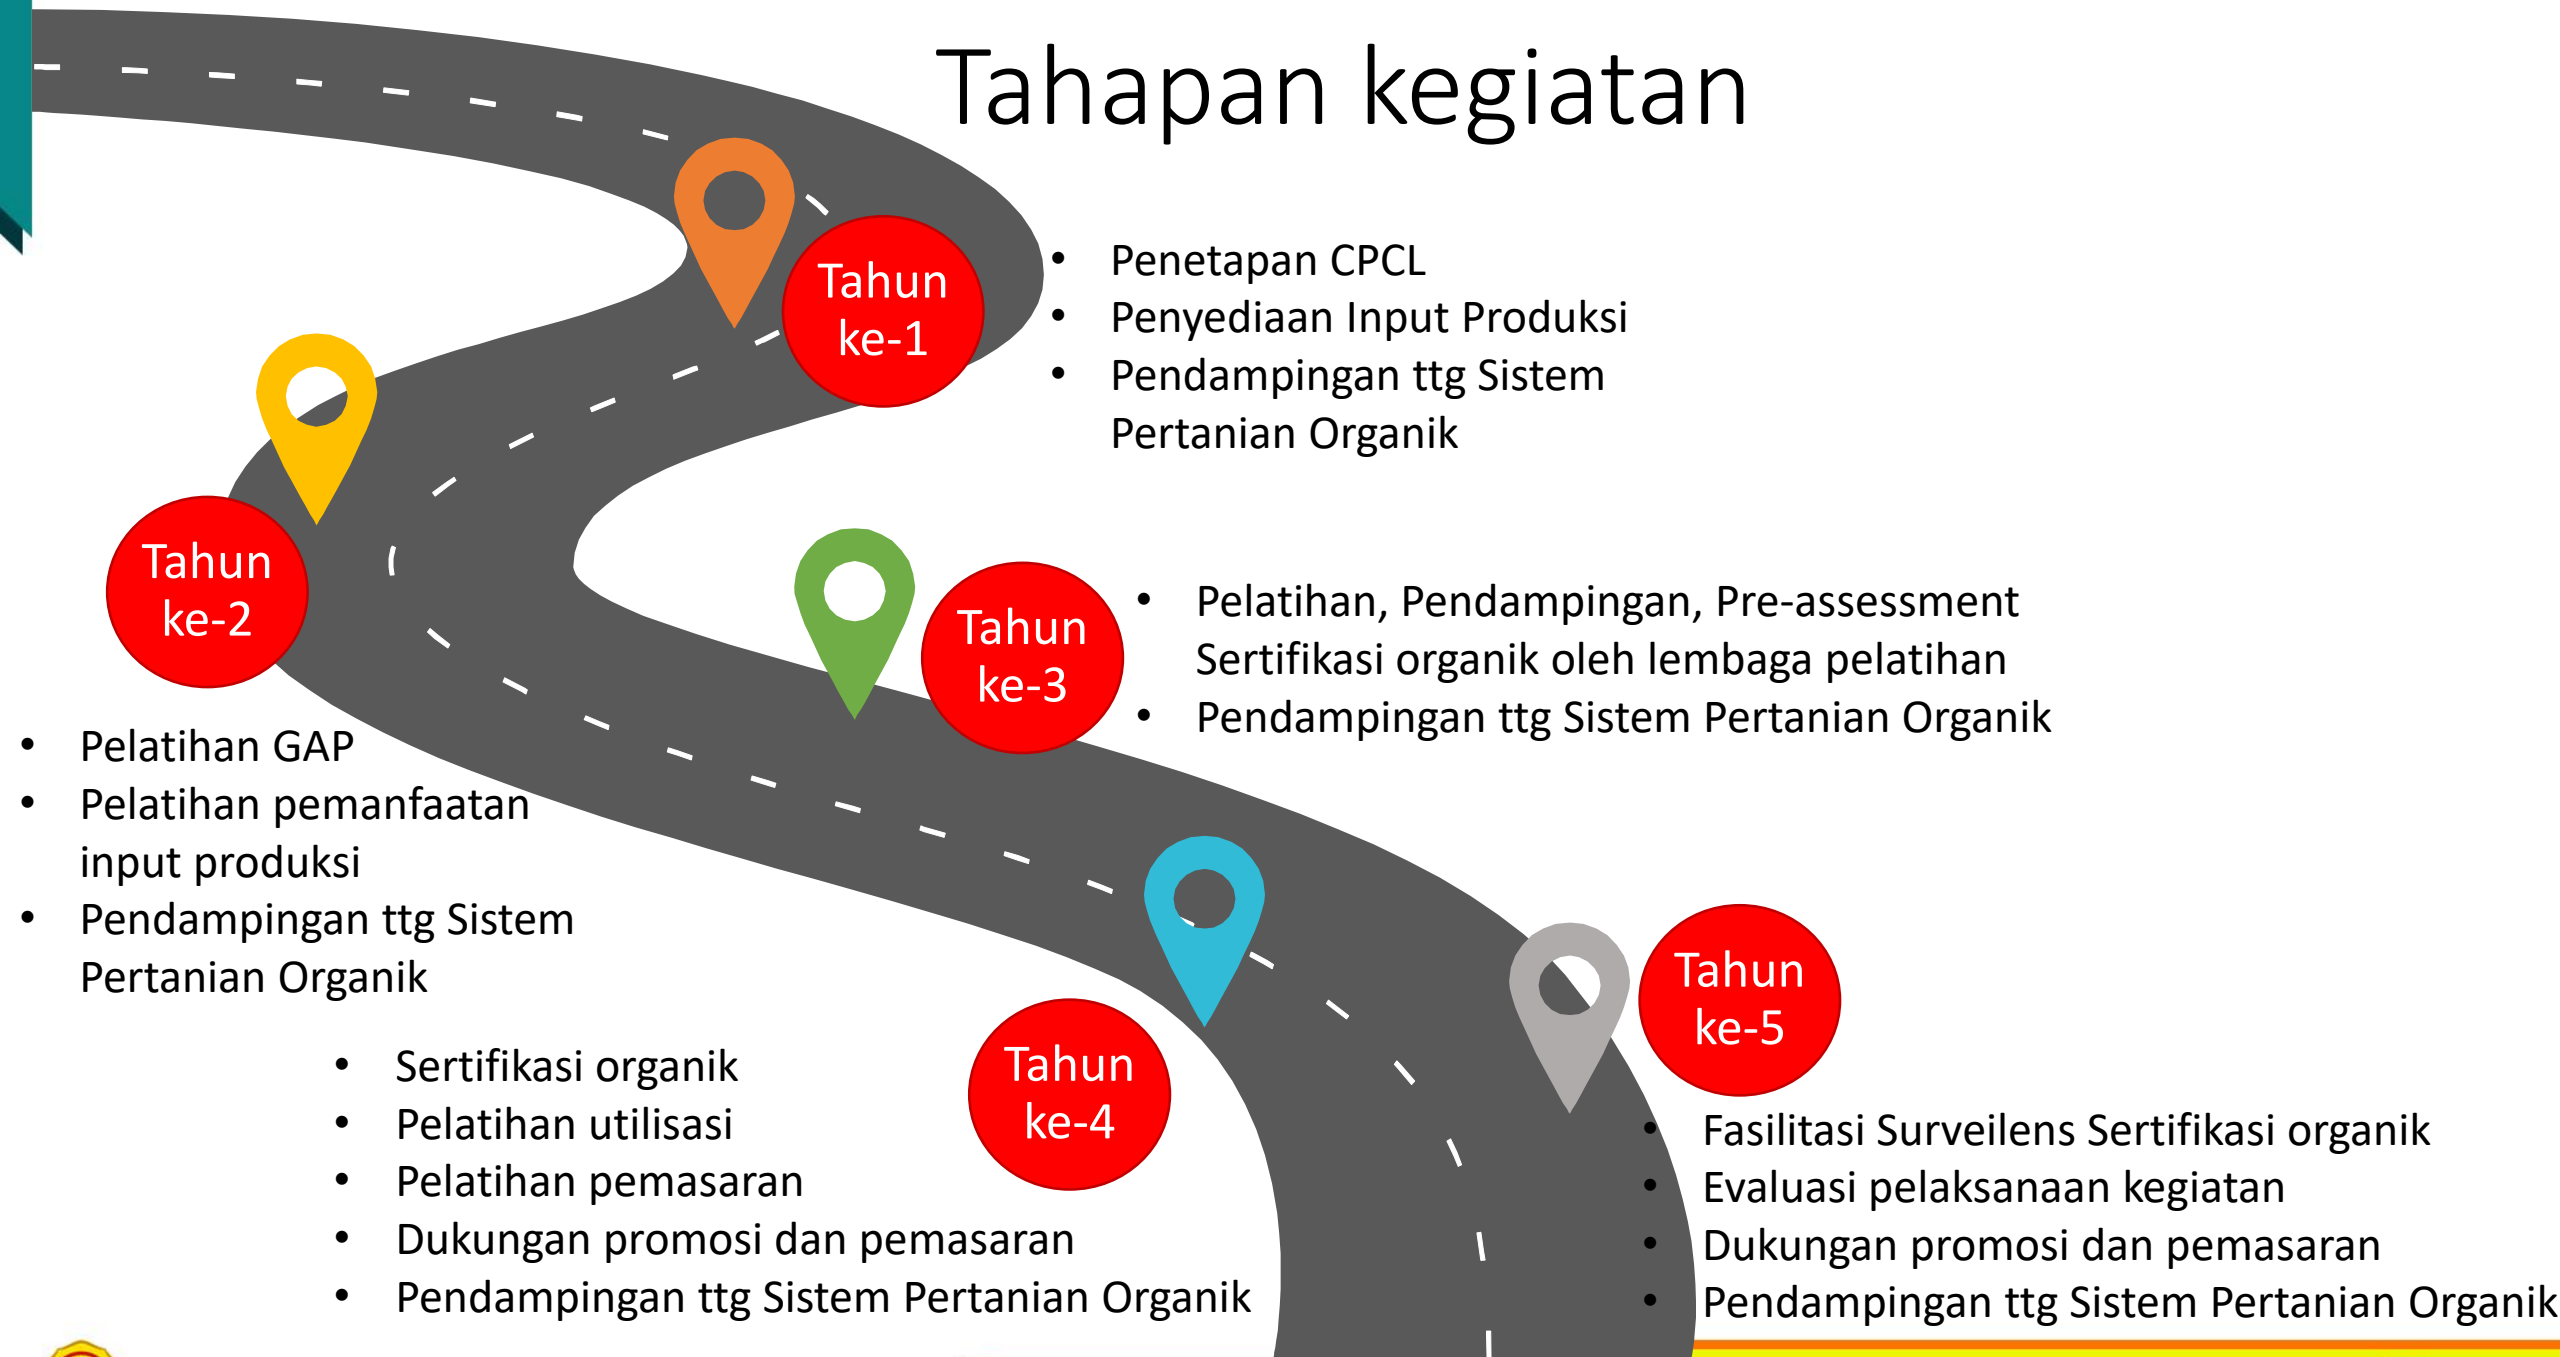 Tahapan kegiatan
Tahun
ke-1
• Penetapan CPCL
• Penyediaan Input Produksi
• Pendampingan ttg Sistem
Pertanian Organik
Tahun
ke-2
• Pelatihan GAP
• Pelatihan pemanfaatan
input produksi
• Pendampingan ttg Sistem
Pertanian Organik
Tahun
ke-3
• Pelatihan, Pendampingan, Pre-assessment
Sertifikasi organik oleh lembaga pelatihan
• Pendampingan ttg Sistem Pertanian Organik
Tahun
ke-4
• Sertifikasi organik
• Pelatihan utilisasi
• Pelatihan pemasaran
• Dukungan promosi dan pemasaran
• Pendampingan ttg Sistem Pertanian Organik
Tahun
ke-5
• Fasilitasi Surveilens Sertifikasi organik
• Evaluasi pelaksanaan kegiatan
• Dukungan promosi dan pemasaran
• Pendampingan ttg Sistem Pertanian Organik